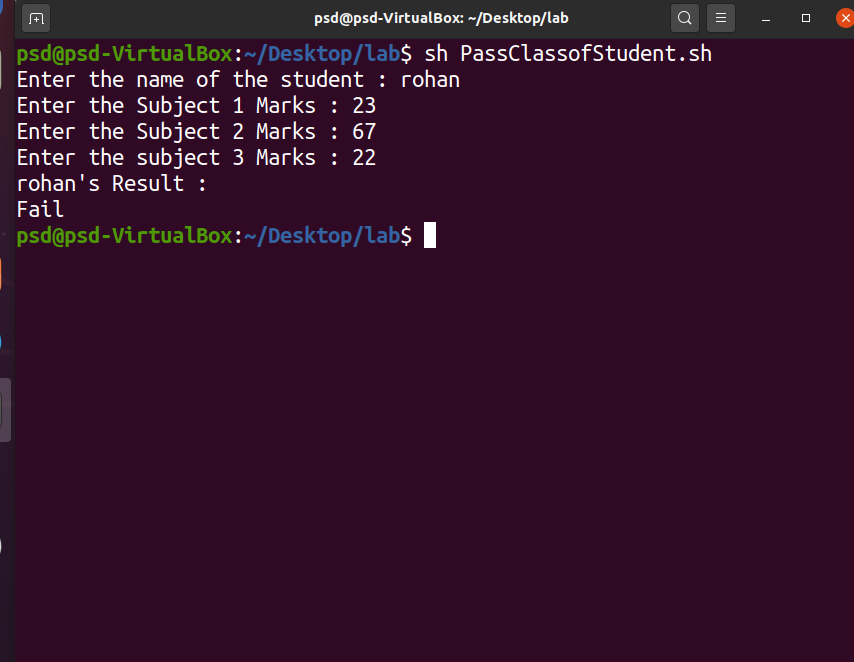 psd@psd-VirtualBox: ~/Desktop/lab
psd@psd-VirtualBox:~/Desktop/lab$ sh PassClassofStudent.sh
Enter the name of the student : rohan
Enter the Subject 1 Marks : 23
Enter the Subject 2 Marks : 67
Enter the subject 3 Marks : 22
rohan's Result :
Fail
psd@psd-VirtualBox:~/Desktop/lab$